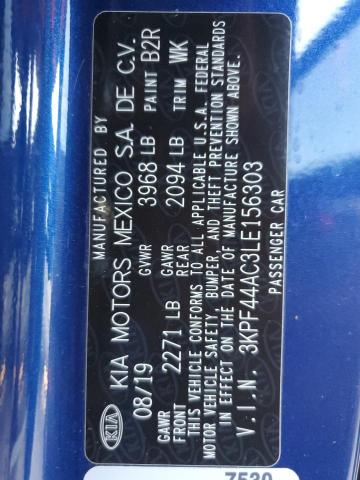 MANUFACTURED BY
KIA KIA MOTORS MEXICO S.A. DE C.V.
08/19 GVWR 3968 LB PAINT B2R
GAWR FRONT 2271 LB GAWR REAR 2094 LB TRIM WK
THIS VEHICLE CONFORMS TO ALL APPLICABLE U.S.A. FEDERAL
MOTOR VEHICLE SAFETY, BUMPER, AND THEFT PREVENTION STANDARDS
IN EFFECT ON THE DATE OF MANUFACTURE SHOWN ABOVE.
V.I.N. 3KPF44AC3LE156303
PASSENGER CAR
7530